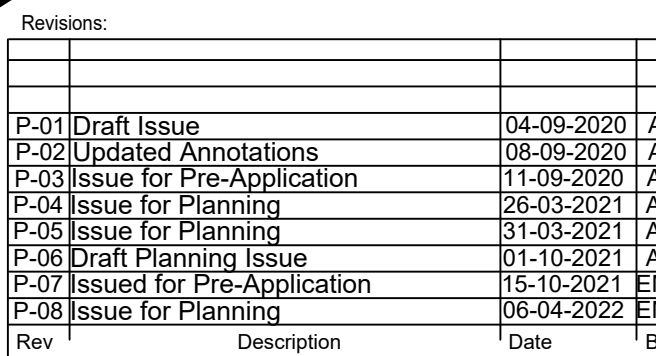 Revisions:
P-01 Draft Issue 04-09-2020
P-02 Updated Annotations 08-09-2020
P-03 Issue for Pre-Application 11-09-2020
P-04 Issue for Planning 26-03-2021
P-05 Issue for Planning 31-03-2021
P-06 Draft Planning Issue 01-10-2021
P-07 Issued for Pre-Application 15-10-2021
P-08 Issue for Planning 06-04-2022
Rev Description Date